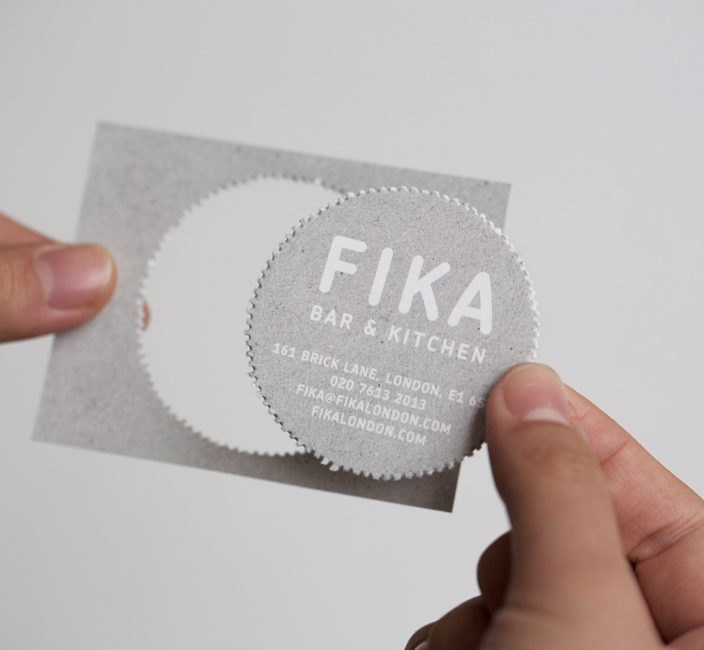 FIKA
BAR & KITCHEN
161 BRICK LANE, LONDON, E1
020 7613 2013
FIKA@FIKALONDON.COM
FIKALONDON.COM